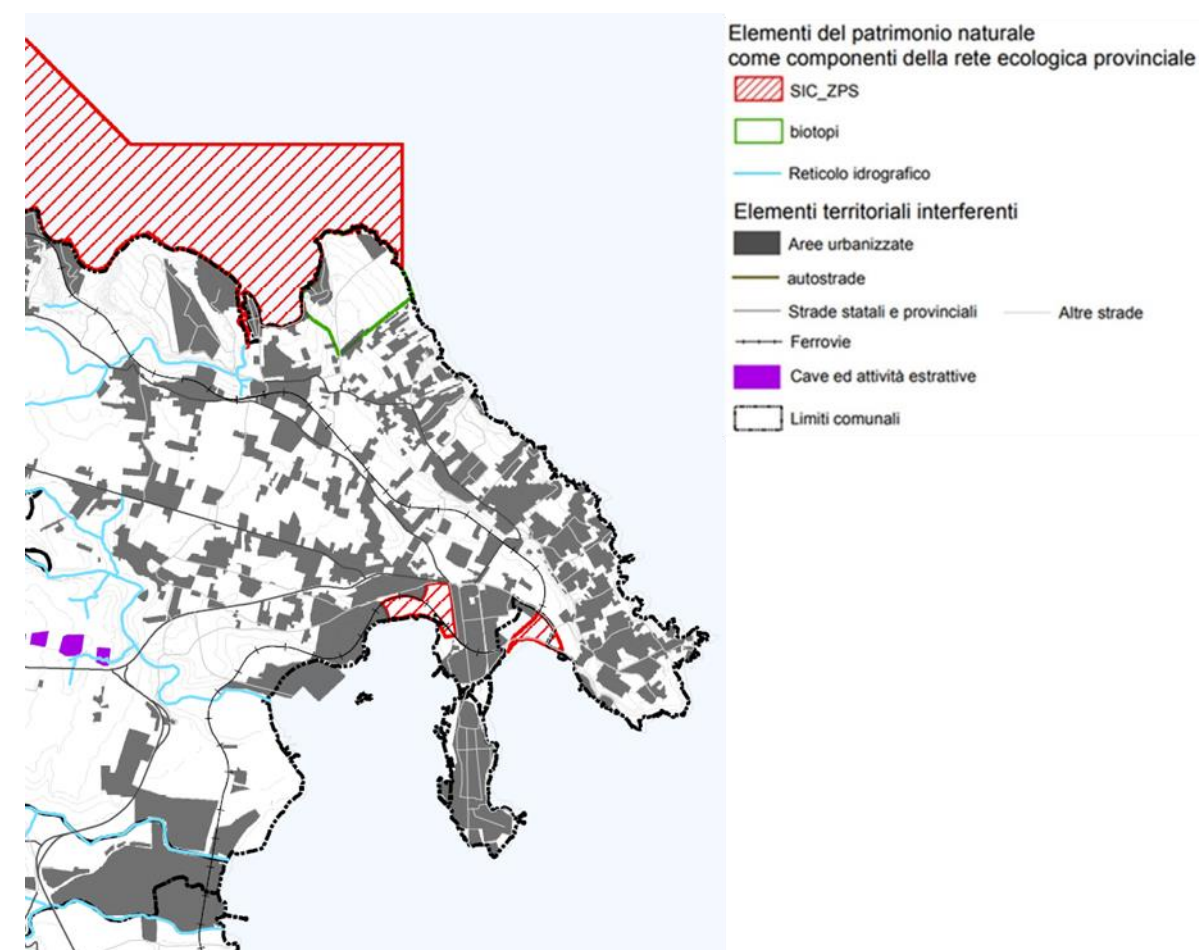 Elementi del patrimonio naturale
come componenti della rete ecologica provinciale
SIC_ZPS
biotopi
Reticolo idrografico
Elementi territoriali interferenti
Aree urbanizzate
autostrade
Strade statali e provinciali Altre strade
Ferrovie
Cave ed attività estrattive
Limiti comunali